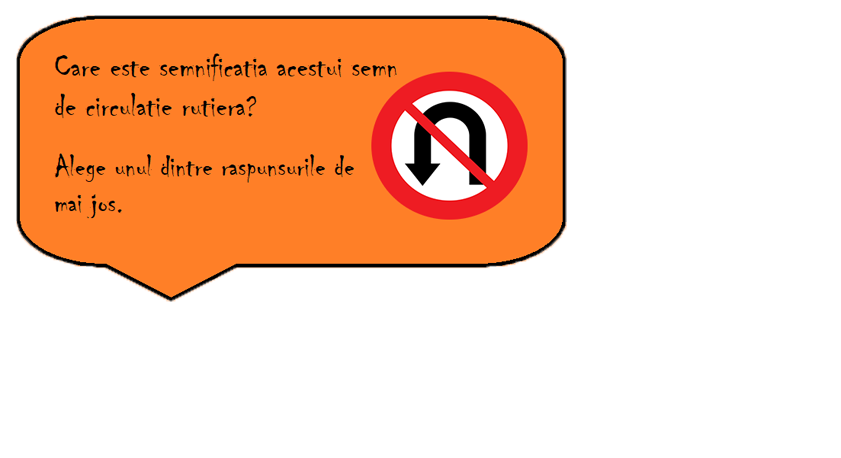 Care este semnificatia acestui semn
de circulatie rutiera?
Alege unul dintre raspunsurile de
mai jos.